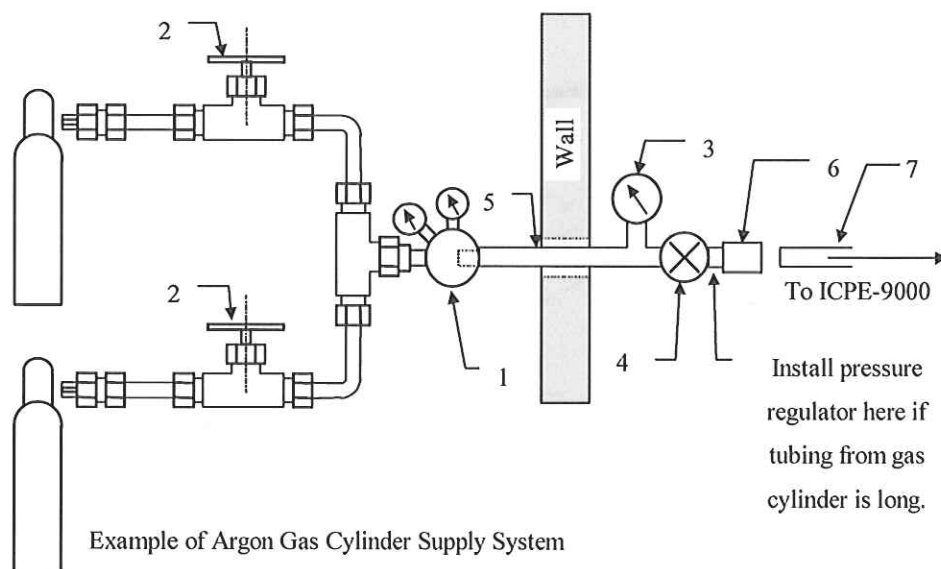 2
3
6
7
Wall
5
To ICPE-9000
2
1
4
Install pressure
regulator here if
tubing from gas
cylinder is long.
Example of Argon Gas Cylinder Supply System